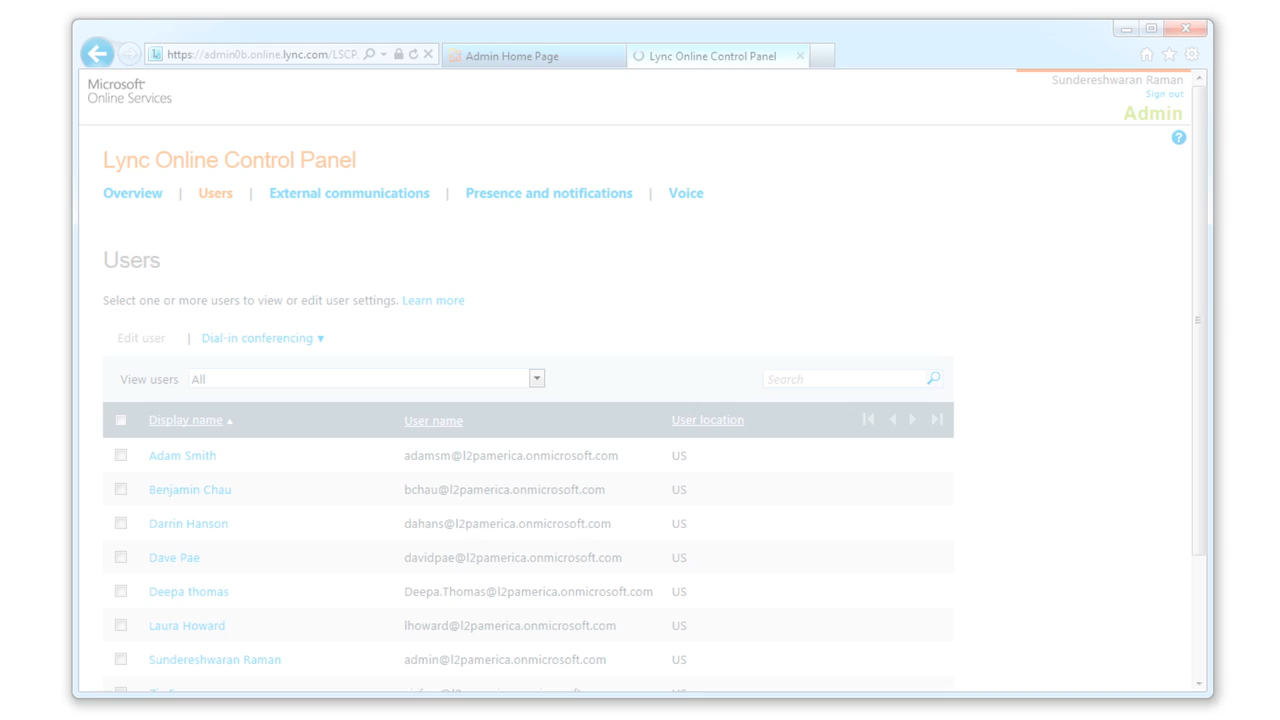 https://admin0b.online.lync.com/LSCP. Admin Home Page Lync Online Control Panel
Microsoft
Online Services
Sundereshwaran Raman
Sign out
Admin
?
Lync Online Control Panel
Overview | Users | External communications | Presence and notifications | Voice
Users
Select one or more users to view or edit user settings. Learn more
Edit user | Dial-in conferencing
View users All Search
Display name User name User location
Adam Smith adamsm@l2pamerica.onmicrosoft.com US
Benjamin Chau bchau@l2pamerica.onmicrosoft.com US
Darrin Hanson dahans@l2pamerica.onmicrosoft.com US
Dave Pae davidpae@l2pamerica.onmicrosoft.com US
Deepa thomas Deepa.Thomas@l2pamerica.onmicrosoft.com US
Laura Howard lhoward@l2pamerica.onmicrosoft.com US
Sundereshwaran Raman admin@l2pamerica.onmicrosoft.com US